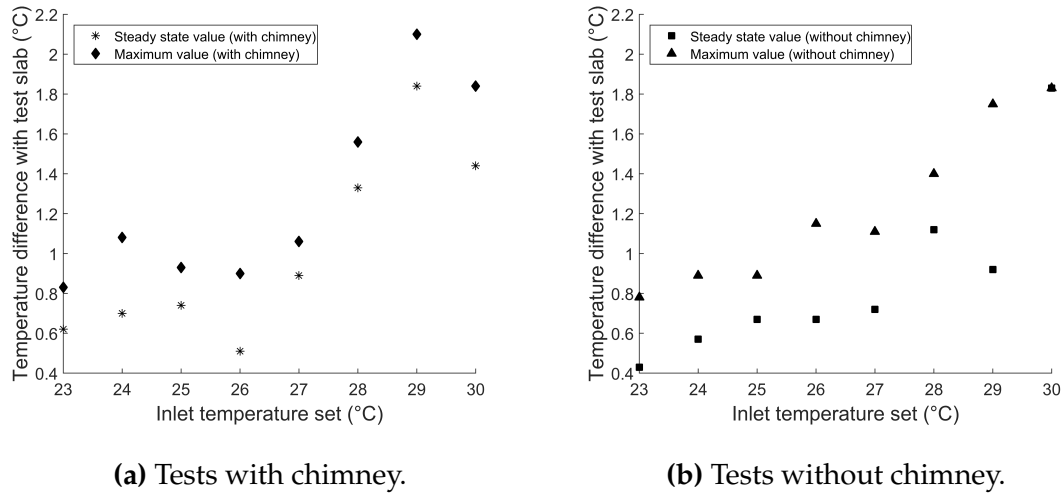 2.2
2
1.8
1.6
1.4
1.2
1
0.8
0.6
0.4
Temperature difference with test slab (°C)
Steady state value (with chimney)
Maximum value (with chimney)
23 24 25 26 27 28 29 30
Inlet temperature set (°C)
(a) Tests with chimney.
2.2
2
1.8
1.6
1.4
1.2
1
0.8
0.6
0.4
Temperature difference with test slab (°C)
Steady state value (without chimney)
Maximum value (without chimney)
23 24 25 26 27 28 29 30
Inlet temperature set (°C)
(b) Tests without chimney.